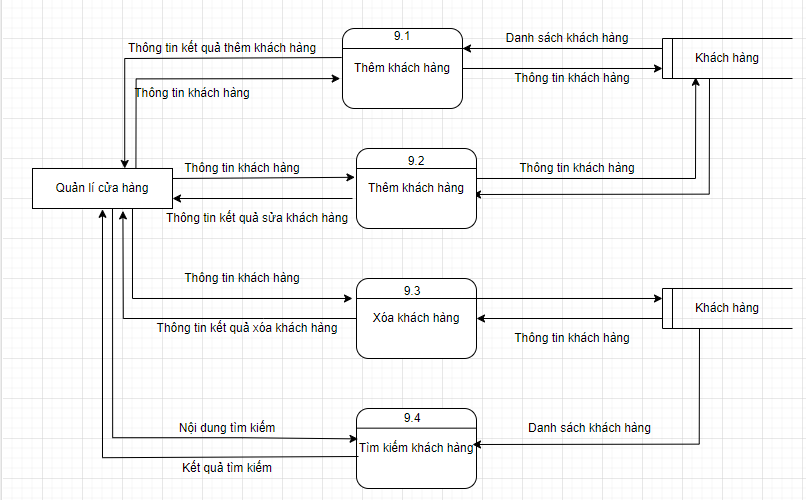 9.1
Danh sách khách hàng
Thông tin kết quả thêm khách hàng
Thêm khách hàng
Khách hàng
Thông tin khách hàng
Thông tin khách hàng
9.2
Thông tin khách hàng
Thông tin khách hàng
Quản lí cửa hàng
Thêm khách hàng
Thông tin kết quả sửa khách hàng
Thông tin khách hàng
9.3
Xóa khách hàng
Khách hàng
Thông tin kết quả xóa khách hàng
Thông tin khách hàng
9.4
Nội dung tìm kiếm
Danh sách khách hàng
Tìm kiếm khách hàng
Kết quả tìm kiếm